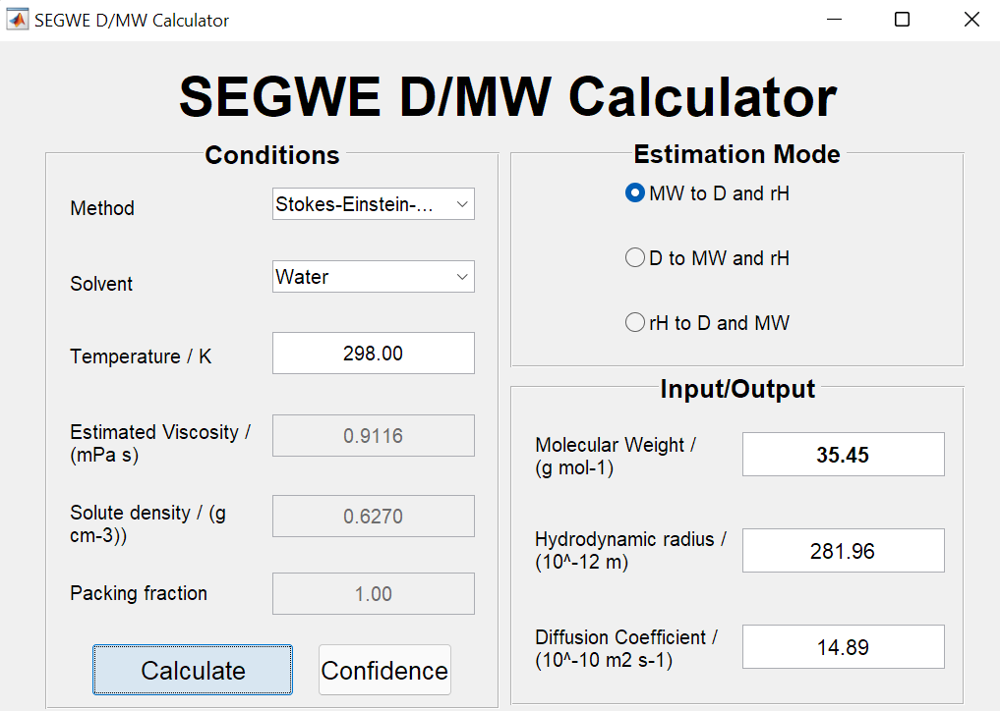 SEGWE D/MW Calculator
SEGWE D/MW Calculator
Conditions
Method
Stokes-Einstein-...
Solvent
Water
Temperature / K
298.00
Estimated Viscosity /
(mPa s)
0.9116
Solute density / (g
cm-3))
0.6270
Packing fraction
1.00
Calculate
Confidence
Estimation Mode
MW to D and rH
D to MW and rH
rH to D and MW
Input/Output
Molecular Weight /
(g mol-1)
35.45
Hydrodynamic radius /
(10^-12 m)
281.96
Diffusion Coefficient /
(10^-10 m2 s-1)
14.89